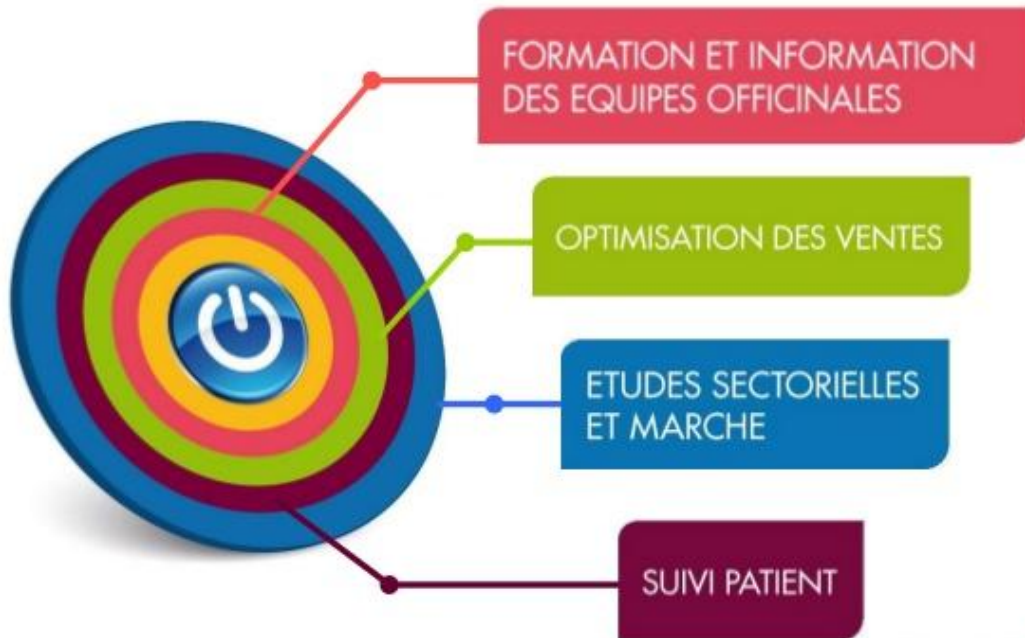 FORMATION ET INFORMATION
DES EQUIPES OFFICINALES
OPTIMISATION DES VENTES
ETUDES SECTORIELLES
ET MARCHE
SUIVI PATIENT